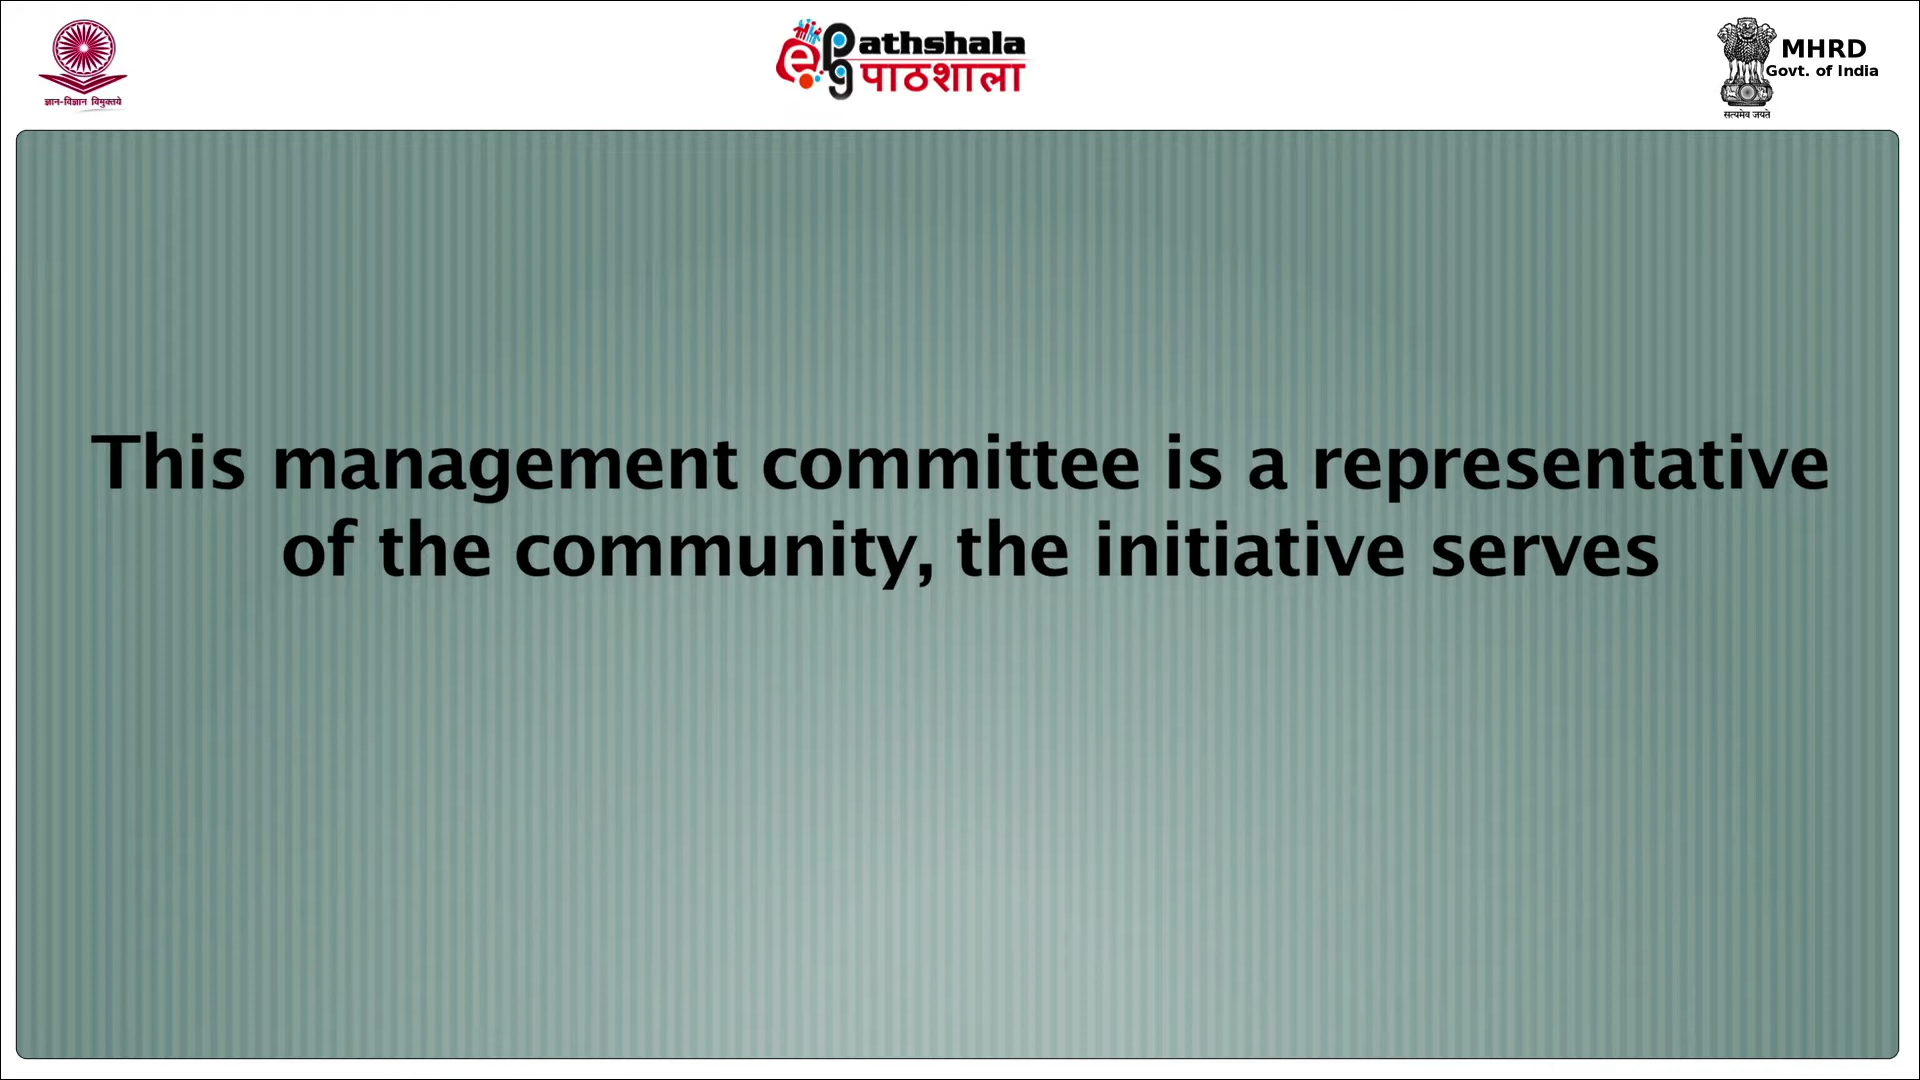 ज्ञान-विज्ञान विमुक्तये
ePg athshala
पाठशाला
MHRD
Govt. of India
सत्यमेव जयते
This management committee is a representative
of the community, the initiative serves